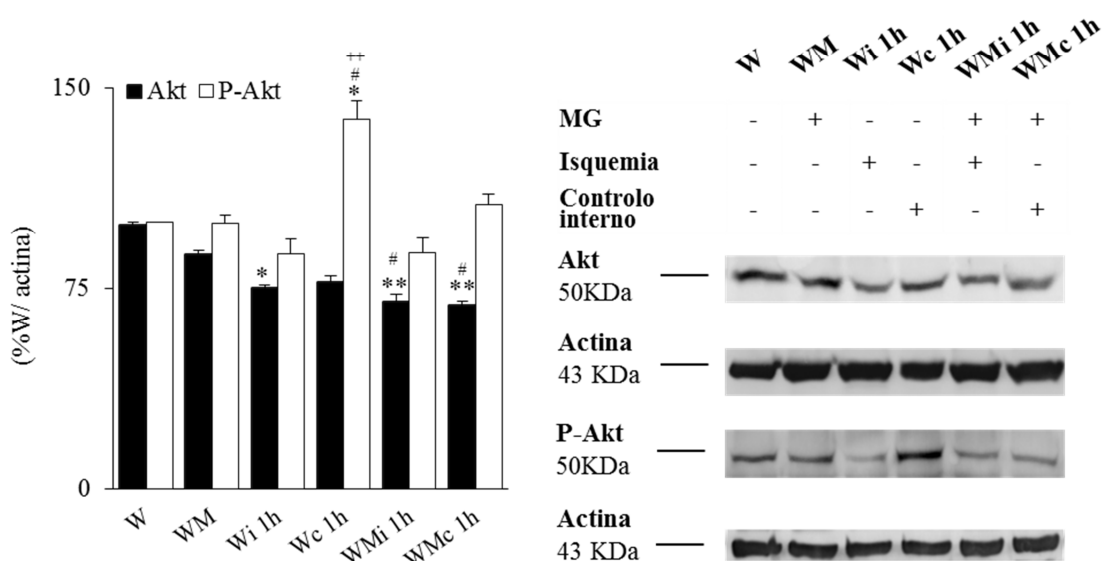 150
Akt P-Akt
++
#
*
75
*
#
**
#
**
0
(%W/ actina)
W WM Wi 1h Wc 1h WMi 1h WMc 1h
W WM Wi 1h Wc 1h WMi 1h WMc 1h
MG - + - - + +
Isquemia - - + - + -
Controlo
interno - - - + - +
Akt
50KDa
Actina
43 KDa
P-Akt
50KDa
Actina
43 KDa